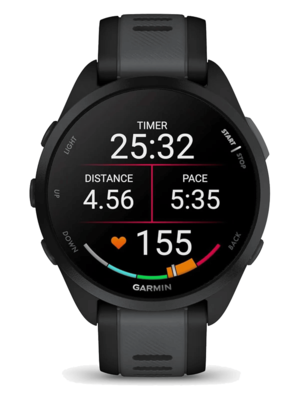 TIMER
25:32
DISTANCE PACE
4.56 5:35
155
GARMIN
LIGHT
UP
DOWN
START
STOP
BACK